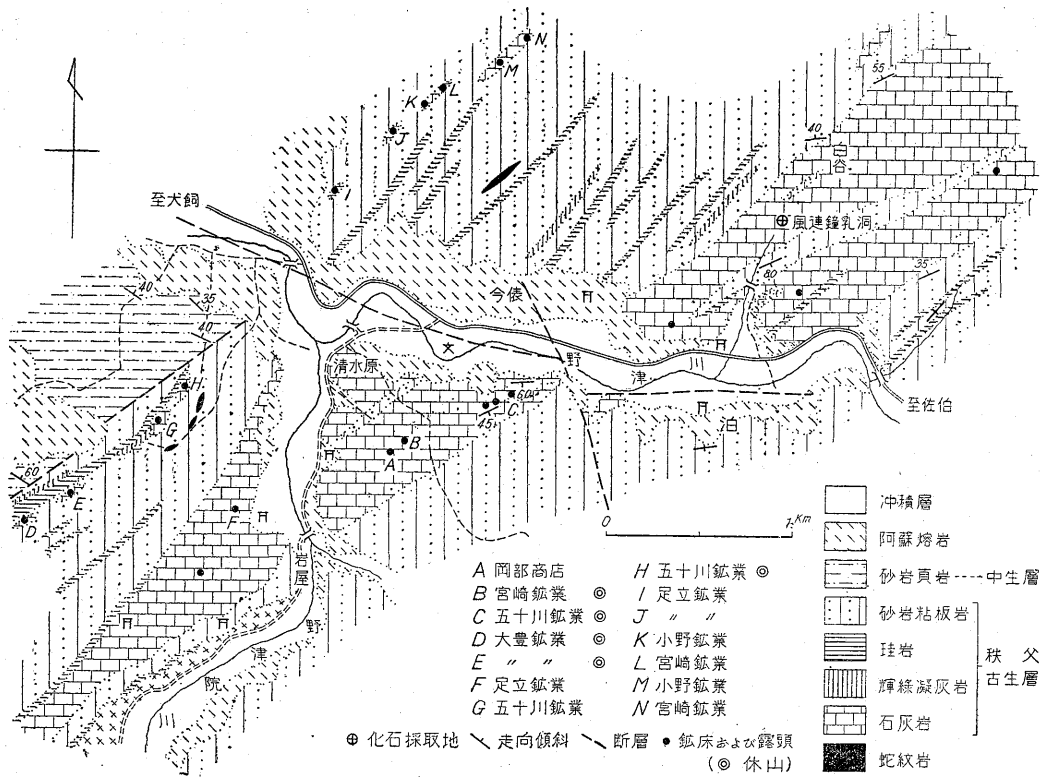 N
M
L
K
J
I
55
40
白谷
至犬飼
風連鐘乳洞
80
35
今俵
40
35
40
清水原
野津川
H
60
C
45
泊
至佐伯
G
B
A
60
E
D
F
0 1Km
岩屋
野津院川
A 岡部商店
B 宮崎鉱業 ◎
C 五十川鉱業 ◎
D 大豊鉱業 ◎
E 〃 〃 ◎
F 足立鉱業
G 五十川鉱業
H 五十川鉱業 ◎
I 足立鉱業
J 〃 〃
K 小野鉱業
L 宮崎鉱業
M 小野鉱業
N 宮崎鉱業
冲積層
阿蘇熔岩
砂岩頁岩 ---- 中生層
砂岩粘板岩
珪岩
輝緑凝灰岩
石灰岩
秩父古生層
蛇紋岩
⊕ 化石採取地 走向傾斜 断層 ● 鉱床および露頭
(◎ 休山)